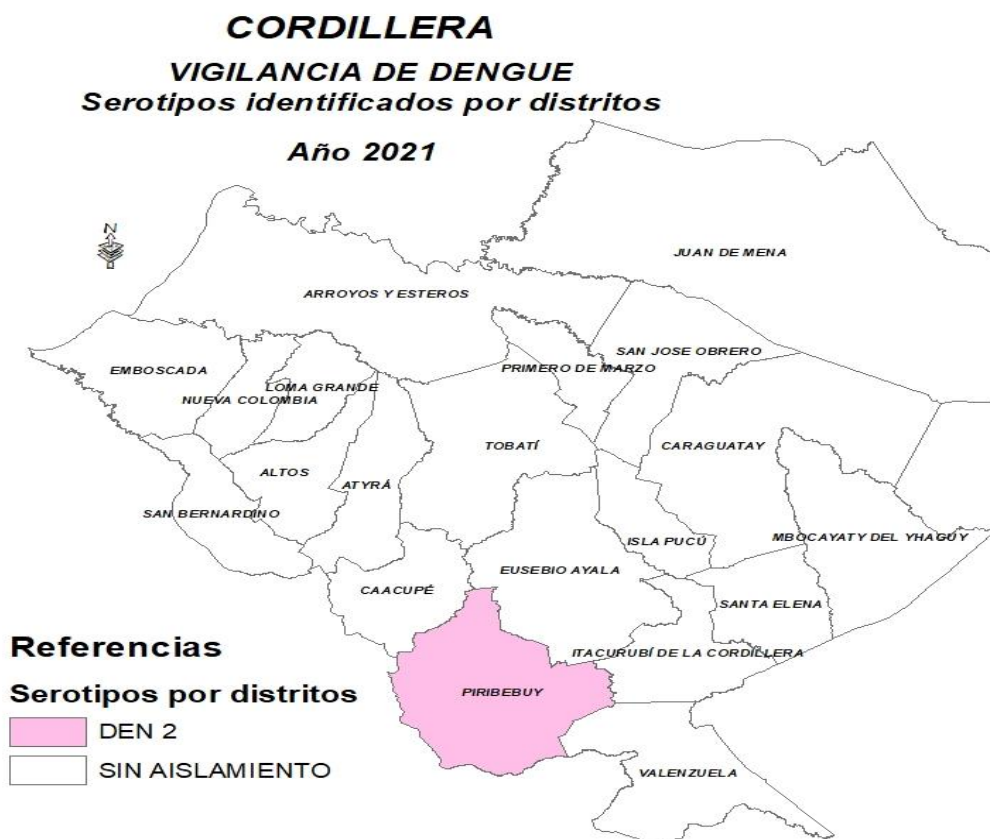 CORDILLERA
VIGILANCIA DE DENGUE
Serotipos identificados por distritos
Año 2021
N
JUAN DE MENA
ARROYOS Y ESTEROS
SAN JOSE OBRERO
EMBOSCADA
PRIMERO DE MARZO
LOMA GRANDE
NUEVA COLOMBIA
TOBATÍ
CARAGUATAY
ALTOS
ATYRÁ
SAN BERNARDINO
ISLA PUCÚ
MBOCAYATY DEL YHAGUY
EUSEBIO AYALA
CAACUPÉ
SANTA ELENA
ITACURUBÍ DE LA CORDILLERA
PIRIBEBUY
VALENZUELA
Referencias
Serotipos por distritos
DEN 2
SIN AISLAMIENTO